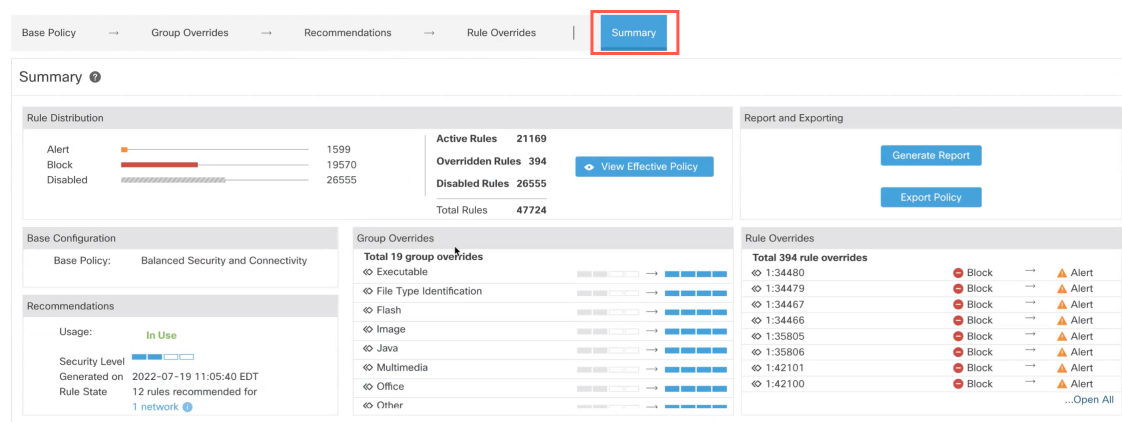 Base Policy → Group Overrides → Recommendations → Rule Overrides | Summary
Summary ?
Rule Distribution
Alert 1599
Block 19570
Disabled 26555
Active Rules 21169
Overridden Rules 394
Disabled Rules 26555
Total Rules 47724
View Effective Policy
Report and Exporting
Generate Report
Export Policy
Base Configuration
Base Policy: Balanced Security and Connectivity
Recommendations
Usage: In Use
Security Level
Generated on 2022-07-19 11:05:40 EDT
Rule State 12 rules recommended for
1 network i
Group Overrides
Total 19 group overrides
Executable →
File Type Identification →
Flash →
Image →
Java →
Multimedia →
Office →
Other →
Rule Overrides
Total 394 rule overrides
1:34480 Block → Alert
1:34479 Block → Alert
1:34467 Block → Alert
1:34466 Block → Alert
1:35805 Block → Alert
1:35806 Block → Alert
1:42101 Block → Alert
1:42100 Block → Alert
...Open All